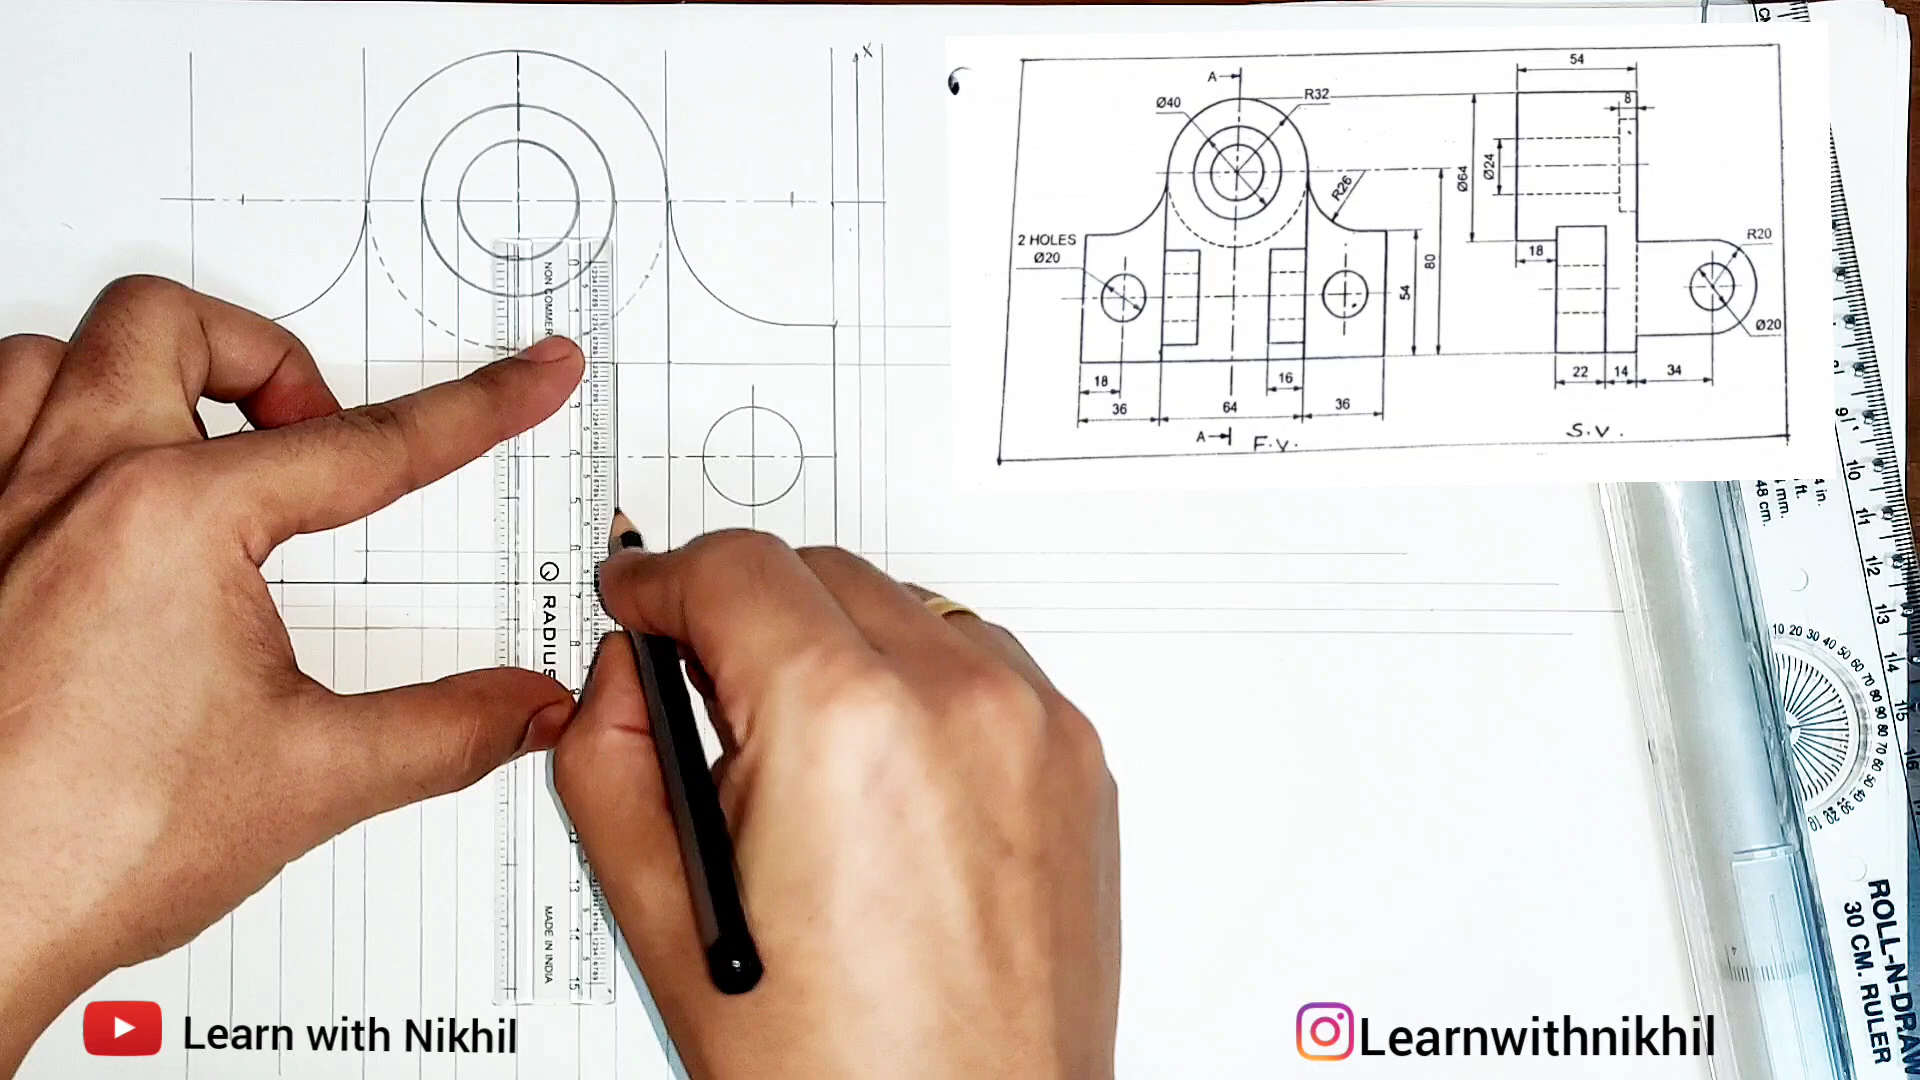 X
A
54
Ø40
R32
8
Ø24
Ø64
R26
2 HOLES
Ø20
R20
18
80
54
Ø20
18
16
22
14
34
36
64
36
A
F.V.
S.V.
NON COMMER
RADIUS
MADE IN INDIA
ROLL-N-DRAW
30 CM. RULER
Learn with Nikhil
Learnwithnikhil